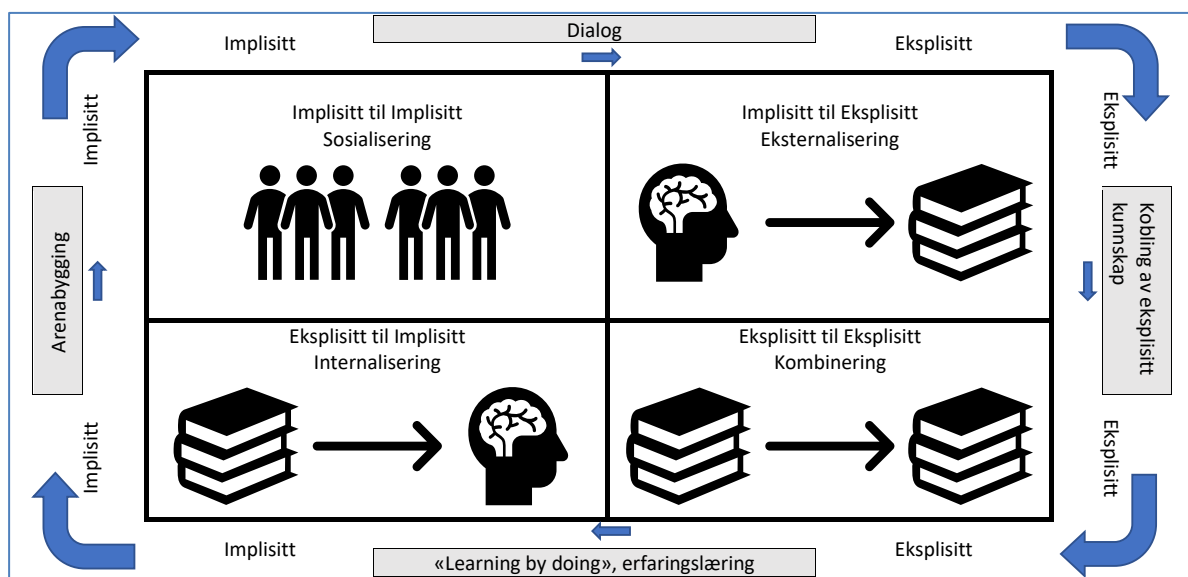 Dialog
Implisitt
Eksplisitt
Implisitt
Eksplisitt
Implisitt til Implisitt
Sosialisering
Implisitt til Eksplisitt
Eksternalisering
Arenabygging
Kobling av eksplisitt
kunnskap
Eksplisitt til Implisitt
Internalisering
Eksplisitt til Eksplisitt
Kombinering
Implisitt
Eksplisitt
Implisitt
Eksplisitt
«Learning by doing», erfaringslæring